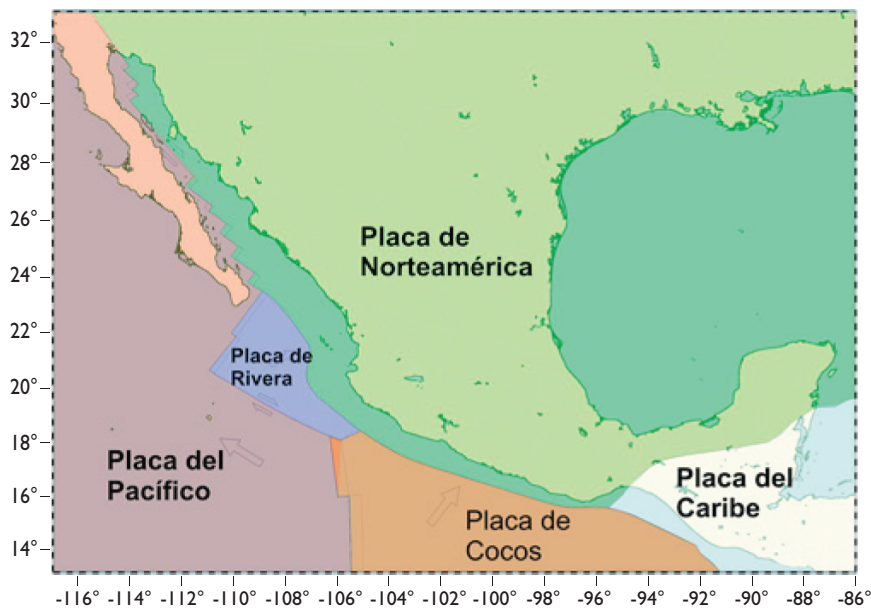 32°
30°
28°
26°
24°
22°
20°
18°
16°
14°
Placa de
Norteamérica
Placa de
Rivera
Placa del
Pacífico
Placa de
Cocos
Placa del
Caribe
-116° -114° -112° -110° -108° -106° -104° -102° -100° -98° -96° -94° -92° -90° -88° -86°